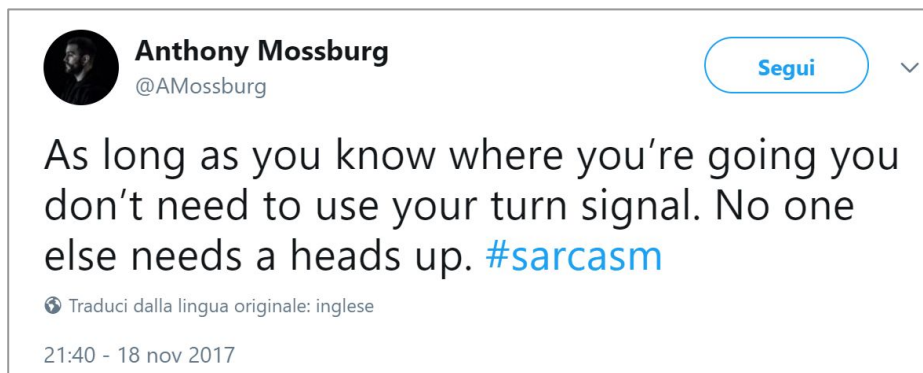 Anthony Mossburg
@AMossburg
Segui
As long as you know where you’re going you
don’t need to use your turn signal. No one
else needs a heads up. #sarcasm
Traduci dalla lingua originale: inglese
21:40 - 18 nov 2017